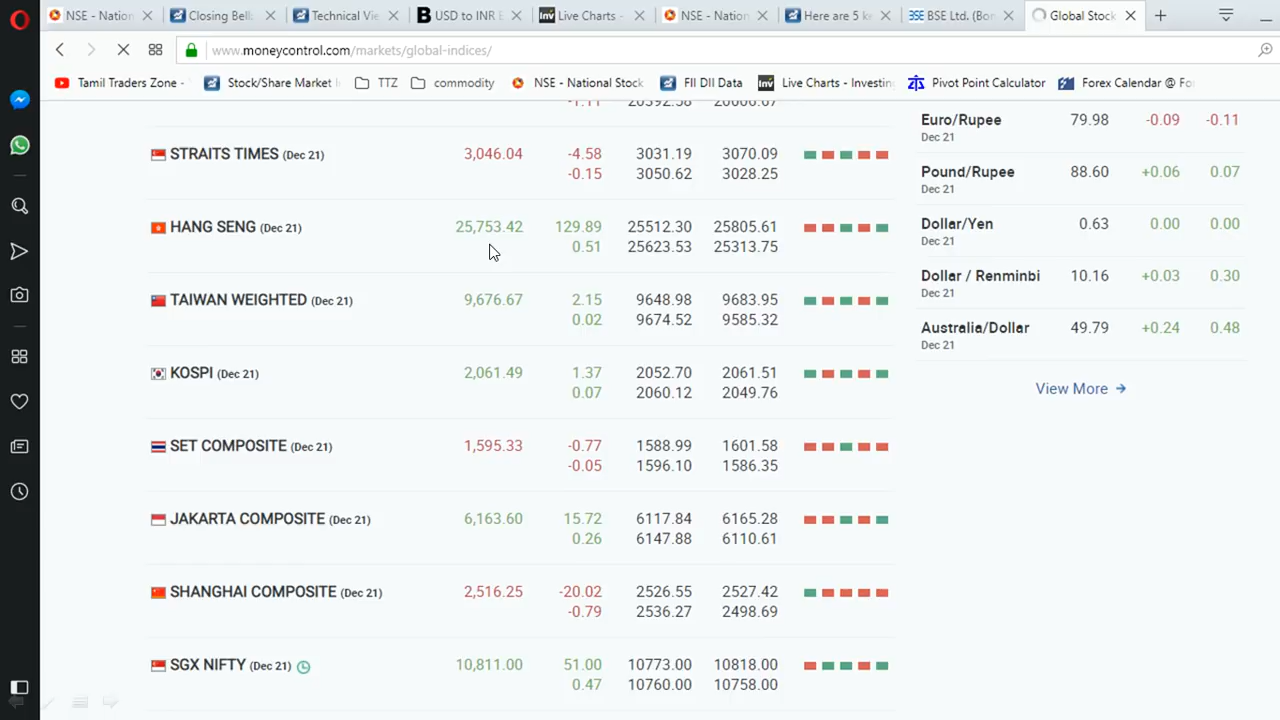 NSE - Nation
Closing Bell:
Technical Vie
USD to INR E
Live Charts -
NSE - Nation
Here are 5 ke
BSE Ltd. (Bon
Global Stock
www.moneycontrol.com/markets/global-indices/
Tamil Traders Zone -
Stock/Share Market I
TTZ
commodity
NSE - National Stock
FII DII Data
Live Charts - Investing
Pivot Point Calculator
Forex Calendar @ Fo
-1.11 20392.58 20006.67
STRAITS TIMES (Dec 21) 3,046.04 -4.58 3031.19 3070.09
-0.15 3050.62 3028.25
HANG SENG (Dec 21) 25,753.42 129.89 25512.30 25805.61
0.51 25623.53 25313.75
TAIWAN WEIGHTED (Dec 21) 9,676.67 2.15 9648.98 9683.95
0.02 9674.52 9585.32
KOSPI (Dec 21) 2,061.49 1.37 2052.70 2061.51
0.07 2060.12 2049.76
SET COMPOSITE (Dec 21) 1,595.33 -0.77 1588.99 1601.58
-0.05 1596.10 1586.35
JAKARTA COMPOSITE (Dec 21) 6,163.60 15.72 6117.84 6165.28
0.26 6147.88 6110.61
SHANGHAI COMPOSITE (Dec 21) 2,516.25 -20.02 2526.55 2527.42
-0.79 2536.27 2498.69
SGX NIFTY (Dec 21) 10,811.00 51.00 10773.00 10818.00
0.47 10760.00 10758.00
Euro/Rupee 79.98 -0.09 -0.11
Dec 21
Pound/Rupee 88.60 +0.06 0.07
Dec 21
Dollar/Yen 0.63 0.00 0.00
Dec 21
Dollar / Renminbi 10.16 +0.03 0.30
Dec 21
Australia/Dollar 49.79 +0.24 0.48
Dec 21
View More